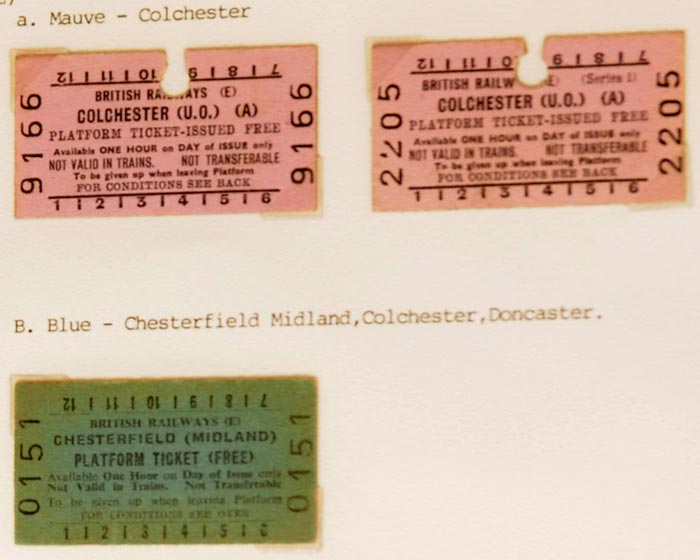 a. Mauve - Colchester
7 | 8 | 9 | 10 | 11 | 12
BRITISH RAILWAYS (E)
COLCHESTER (U.O.) (A)
PLATFORM TICKET-ISSUED FREE
Available ONE HOUR on DAY of ISSUE only
NOT VALID IN TRAINS. NOT TRANSFERABLE
To be given up when leaving Platform
FOR CONDITIONS SEE BACK
1 | 2 | 3 | 4 | 5 | 6
9166
9166
7 | 8 | 9 | 10 | 11 | 12
BRITISH RAILW E) (Series 1)
COLCHESTER (U.O.) (A)
PLATFORM TICKET-ISSUED FREE
Available ONE HOUR on DAY of ISSUE only
NOT VALID IN TRAINS. NOT TRANSFERABLE
To be given up when leaving Platform
FOR CONDITIONS SEE BACK
1 | 2 | 3 | 4 | 5 | 6
2205
2205
B. Blue - Chesterfield Midland,Colchester,Doncaster.
7 | 8 | 9 | 10 | 11 | 12
BRITISH RAILWAYS (E)
CHESTERFIELD (MIDLAND)
PLATFORM TICKET (FREE)
Available One Hour on Day of Issue only
Not Valid in Trains. Not Transferable
To be given up when leaving Platform
FOR CONDITIONS SEE OVER
1 | 2 | 3 | 4 | 5 | 6
0151
0151